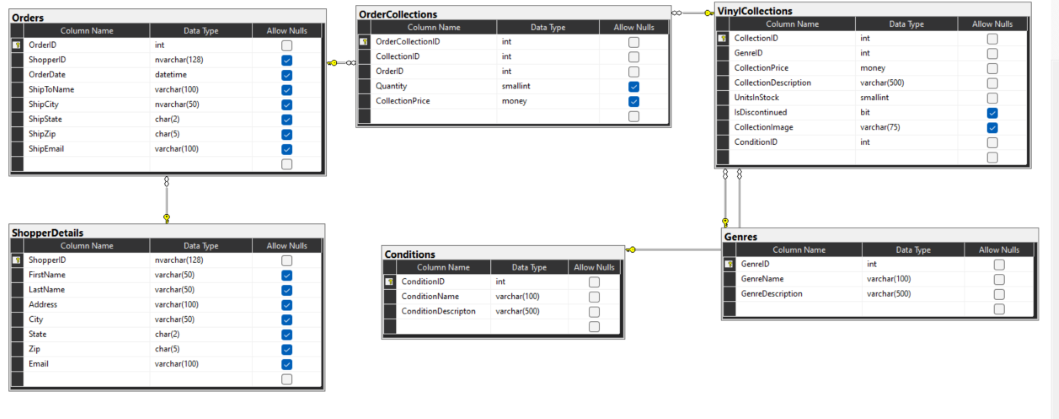 Orders
Column Name Data Type Allow Nulls
OrderID int
ShopperID nvarchar(128)
OrderDate datetime
ShipToName varchar(100)
ShipCity nvarchar(50)
ShipState char(2)
ShipZip char(5)
ShipEmail varchar(100)
OrderCollections
Column Name Data Type Allow Nulls
OrderCollectionID int
CollectionID int
OrderID int
Quantity smallint
CollectionPrice money
VinylCollections
Column Name Data Type Allow Nulls
CollectionID int
GenreID int
CollectionPrice money
CollectionDescription varchar(500)
UnitsInStock smallint
IsDiscontinued bit
CollectionImage varchar(75)
ConditionID int
ShopperDetails
Column Name Data Type Allow Nulls
ShopperID nvarchar(128)
FirstName varchar(50)
LastName varchar(50)
Address varchar(100)
City varchar(50)
State char(2)
Zip char(5)
Email varchar(100)
Conditions
Column Name Data Type Allow Nulls
ConditionID int
ConditionName varchar(100)
ConditionDescripton varchar(500)
Genres
Column Name Data Type Allow Nulls
GenreID int
GenreName varchar(100)
GenreDescription varchar(500)